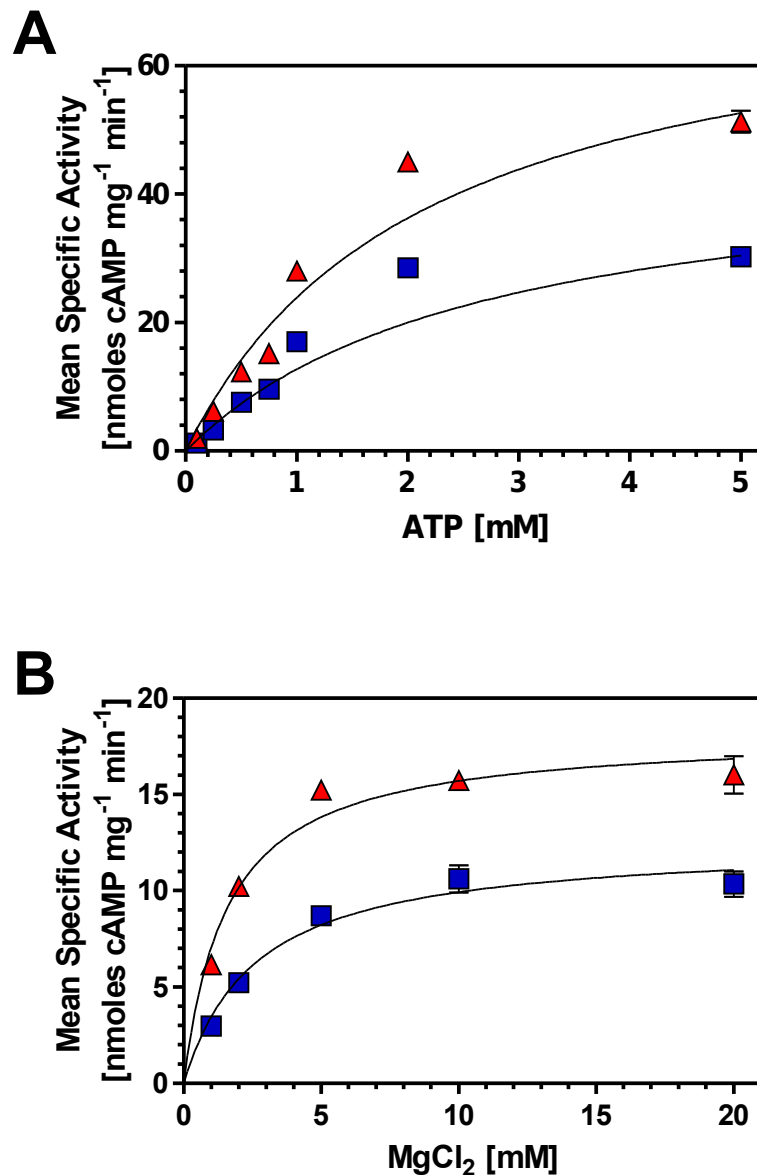 A
Mean Specific Activity
[nmoles cAMP mg⁻¹ min⁻¹]
60
40
20
0
0 1 2 3 4 5
ATP [mM]
B
Mean Specific Activity
[nmoles cAMP mg⁻¹ min⁻¹]
20
15
10
5
0
0 5 10 15 20
MgCl₂ [mM]